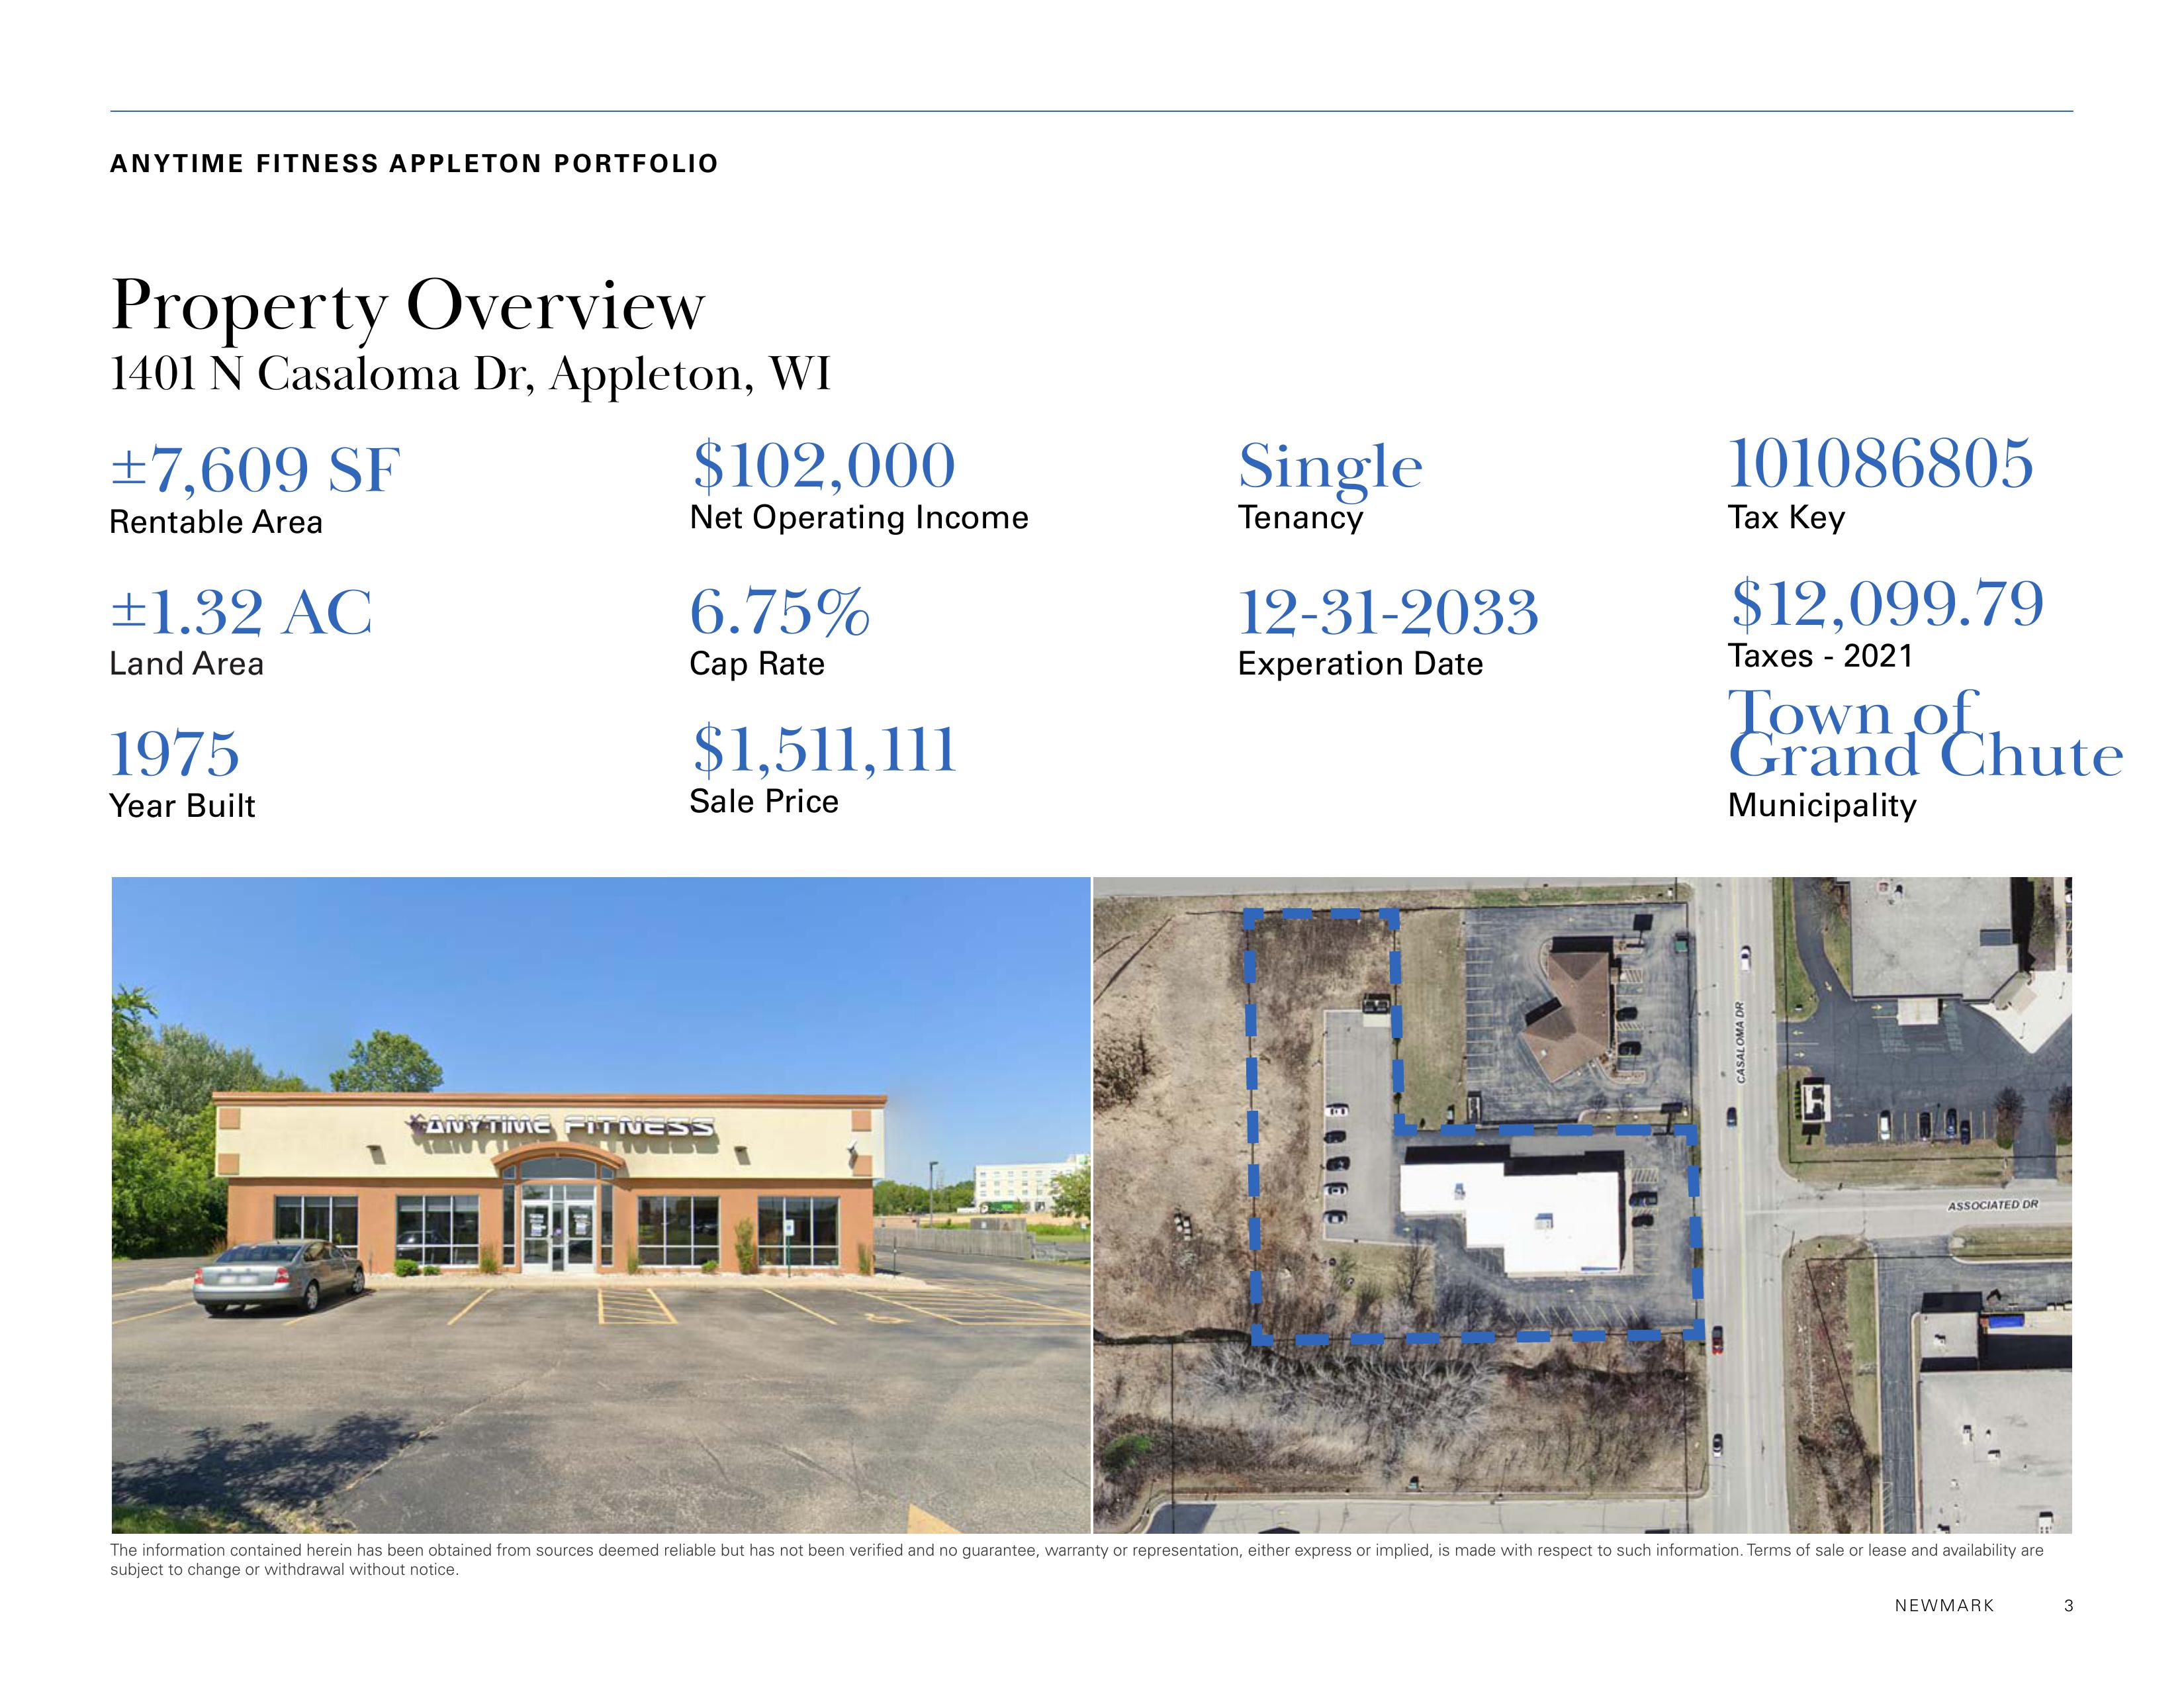 ANYTIME FITNESS APPLETON PORTFOLIO
Property Overview
1401 N Casaloma Dr, Appleton, WI
±7,609 SF
Rentable Area
±1.32 AC
Land Area
1975
Year Built
$102,000
Net Operating Income
6.75%
Cap Rate
$1,511,111
Sale Price
Single
Tenancy
12-31-2033
Experation Date
101086805
Tax Key
$12,099.79
Taxes - 2021
Town of
Grand Chute
Municipality
ANYTIME FITNESS
CASALOMA DR
ASSOCIATED DR
The information contained herein has been obtained from sources deemed reliable but has not been verified and no guarantee, warranty or representation, either express or implied, is made with respect to such information. Terms of sale or lease and availability are
subject to change or withdrawal without notice.
NEWMARK 3